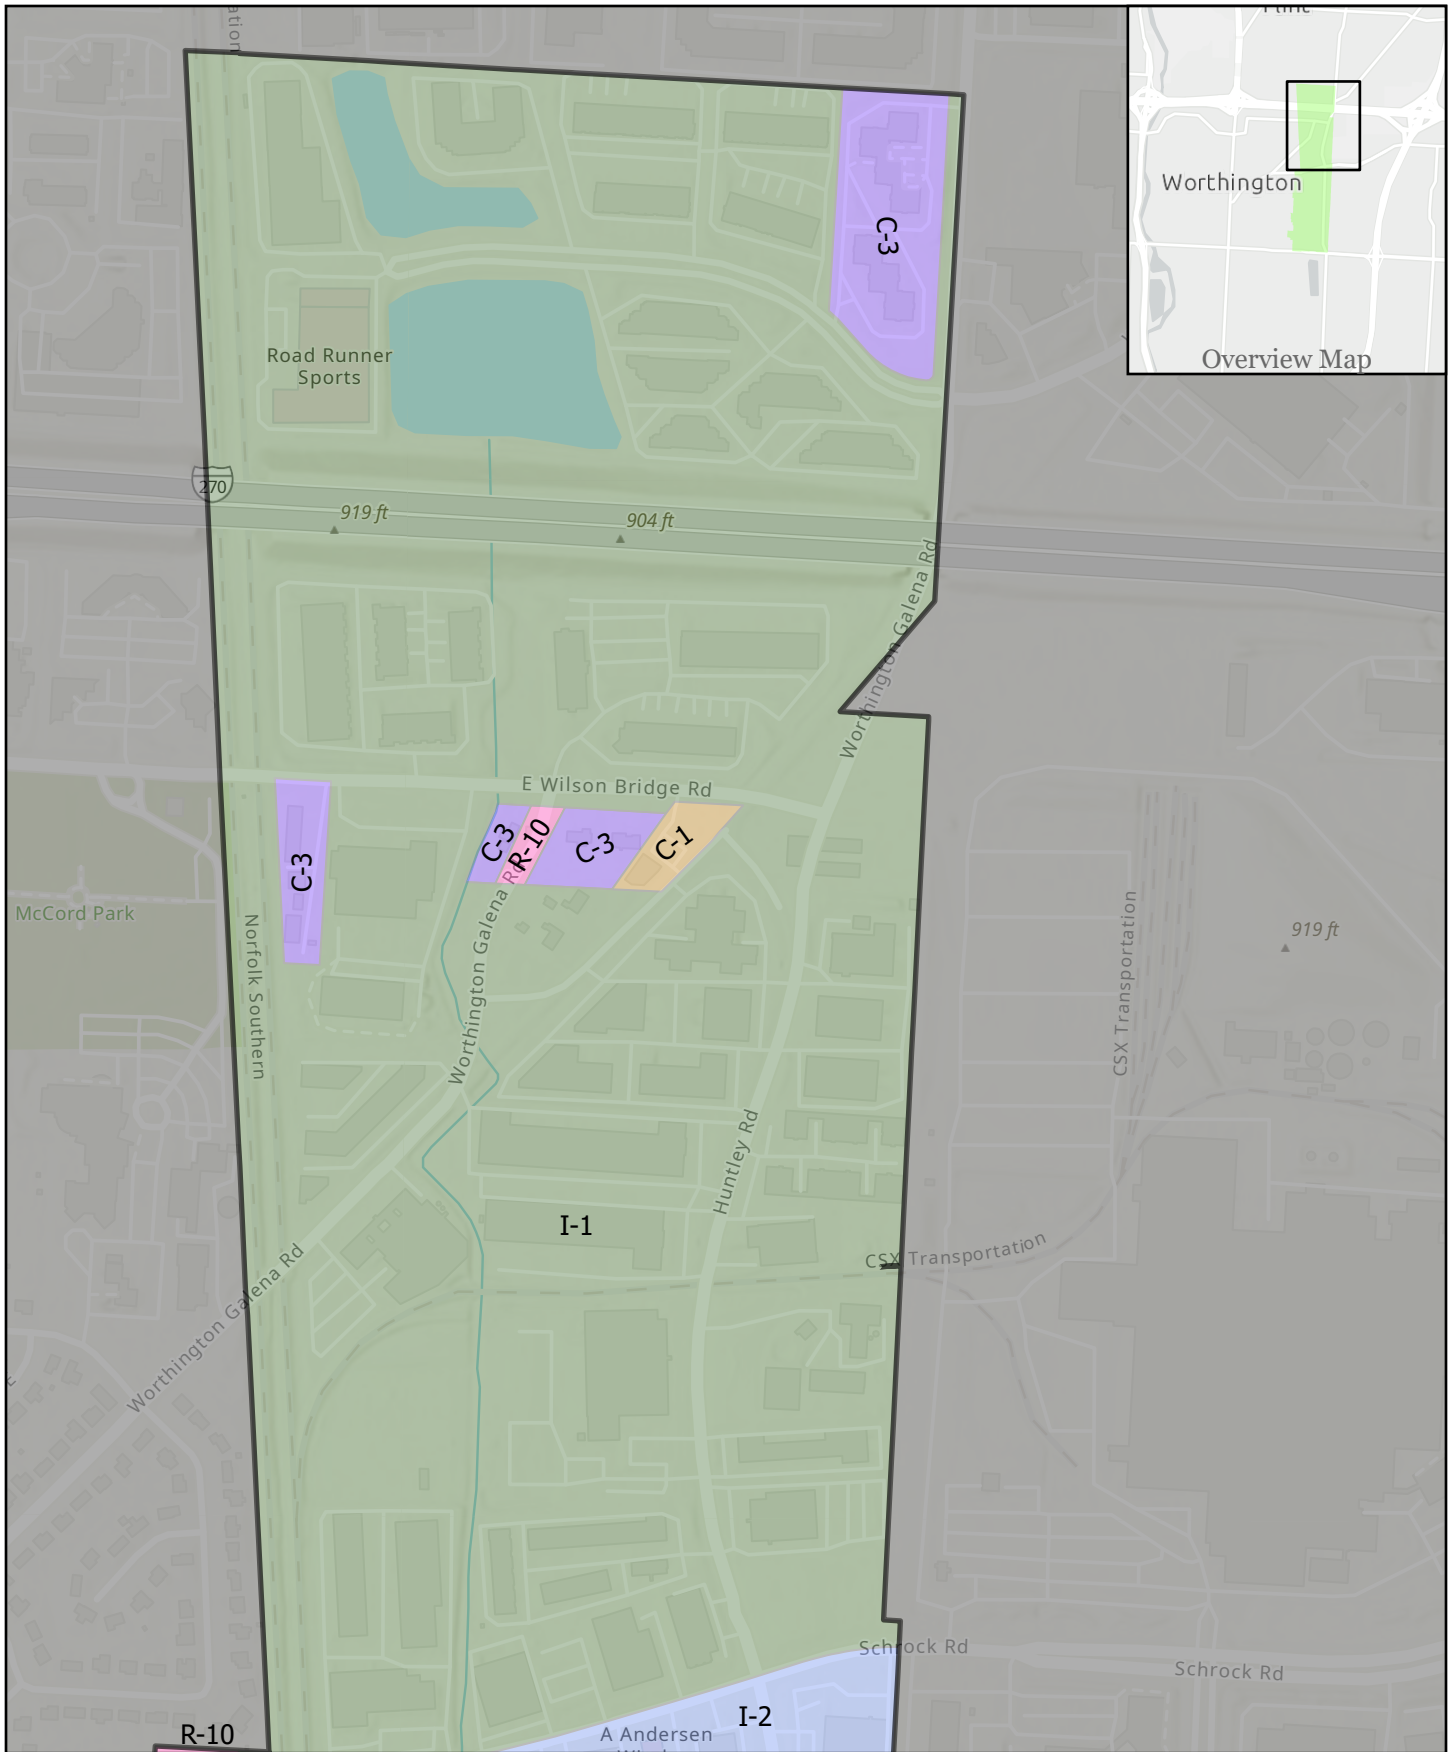 Worthington
Overview Map
C-3
Road Runner
Sports
270
919 ft
904 ft
Worthington Galena Rd
E Wilson Bridge Rd
C-3
R-10
C-3
C-1
C-3
McCord Park
Norfolk Southern
Worthington Galena Rd
CSX Transportation
919 ft
Huntley Rd
I-1
CSX Transportation
Worthington Galena Rd
Schrock Rd
Schrock Rd
I-2
R-10
A Andersen